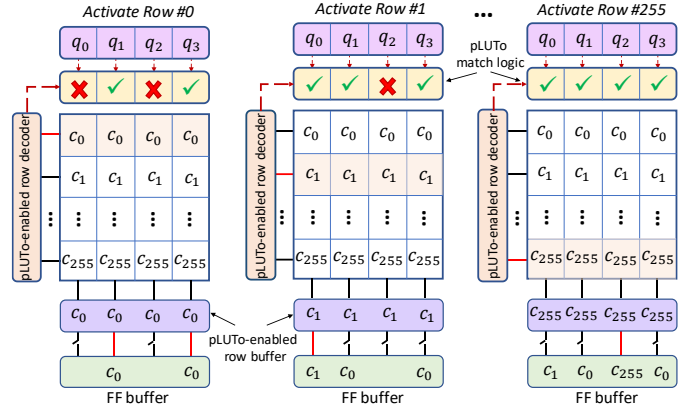 Activate Row #0
q0 q1 q2 q3
✗ ✓ ✗ ✓
pLUTo-enabled row decoder
c0 c0 c0 c0
c1 c1 c1 c1
⋮ ⋮ ⋮ ⋮ ⋮
c255 c255 c255 c255
c0 c0 c0 c0
c0 c0
FF buffer
pLUTo-enabled
row buffer
Activate Row #1
q0 q1 q2 q3
✓ ✓ ✗ ✓
pLUTo-enabled row decoder
c0 c0 c0 c0
c1 c1 c1 c1
⋮ ⋮ ⋮ ⋮ ⋮
c255 c255 c255 c255
c1 c1 c1 c1
c1 c0 c0
FF buffer
...
pLUTo
match logic
Activate Row #255
q0 q1 q2 q3
✓ ✓ ✓ ✓
pLUTo-enabled row decoder
c0 c0 c0 c0
c1 c1 c1 c1
⋮ ⋮ ⋮ ⋮ ⋮
c255 c255 c255 c255
c255 c255 c255 c255
c1 c0 c255 c0
FF buffer